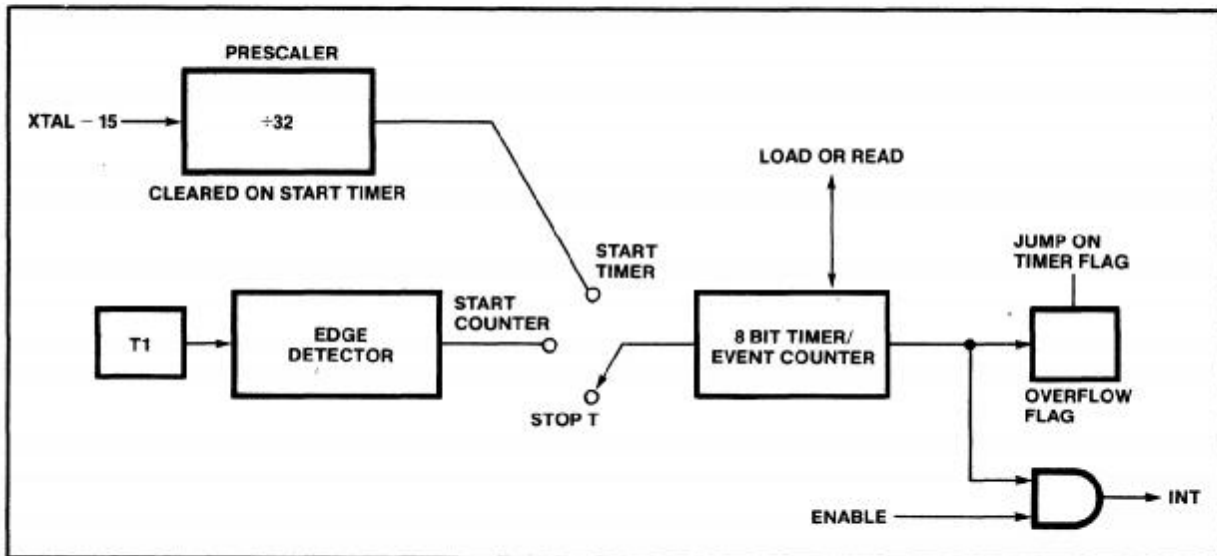 PRESCALER
XTAL – 15
÷32
CLEARED ON START TIMER
LOAD OR READ
JUMP ON
TIMER FLAG
START
TIMER
START
COUNTER
T1
EDGE
DETECTOR
8 BIT TIMER/
EVENT COUNTER
STOP T
OVERFLOW
FLAG
ENABLE
INT